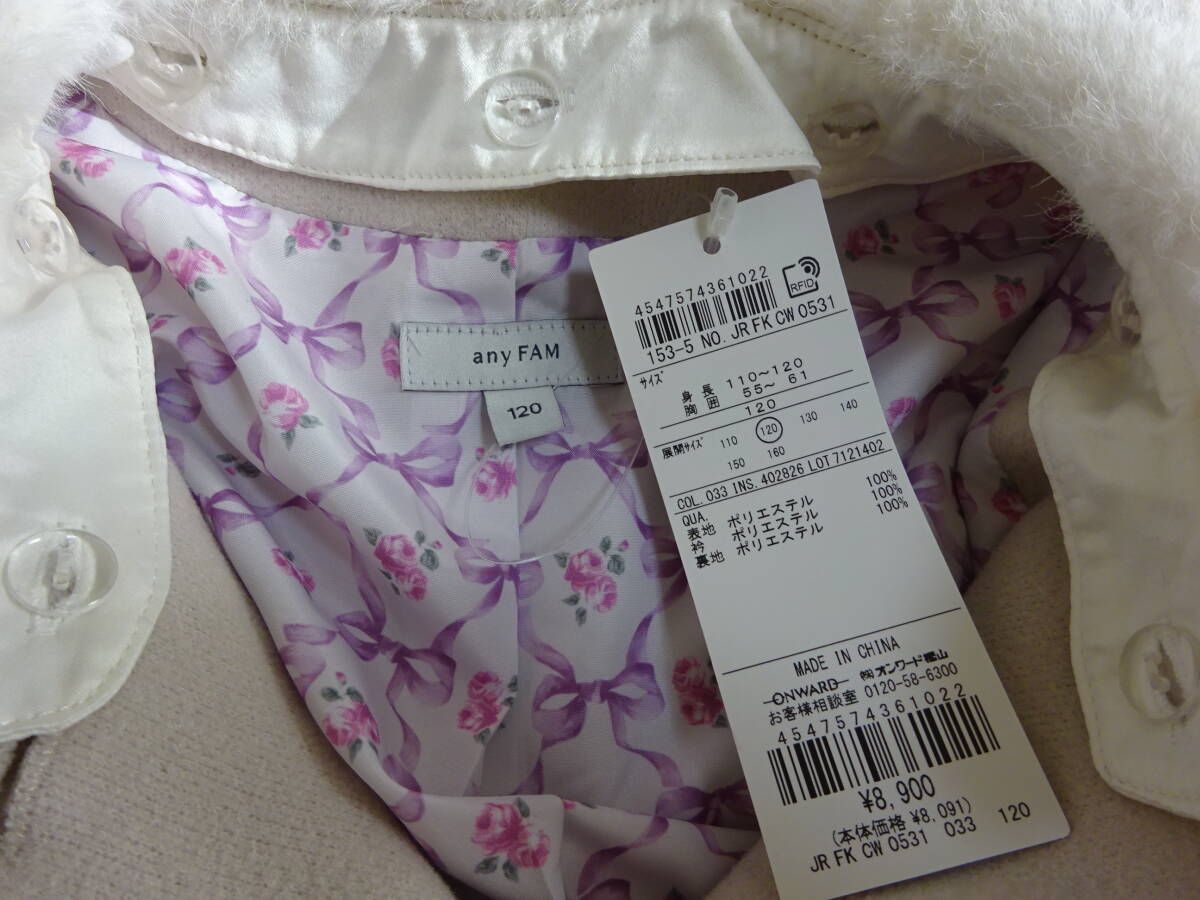 any FAM
120
4547574361022
RFID
153-5 NO. JR FK CW 0531
サイズ
身長 110～120
胸囲 55～ 61
120
展開サイズ 110 120 130 140
150 160
COL. 033 INS. 402826 LOT 7121402
QUA.
表地 ポリエステル 100%
衿 ポリエステル 100%
裏地 ポリエステル 100%
MADE IN CHINA
ONWARD ㈱オンワード樫山
お客様相談室 0120-58-6300
4547574361022
¥8,900
(本体価格 ¥8,091)
JR FK CW 0531 033 120